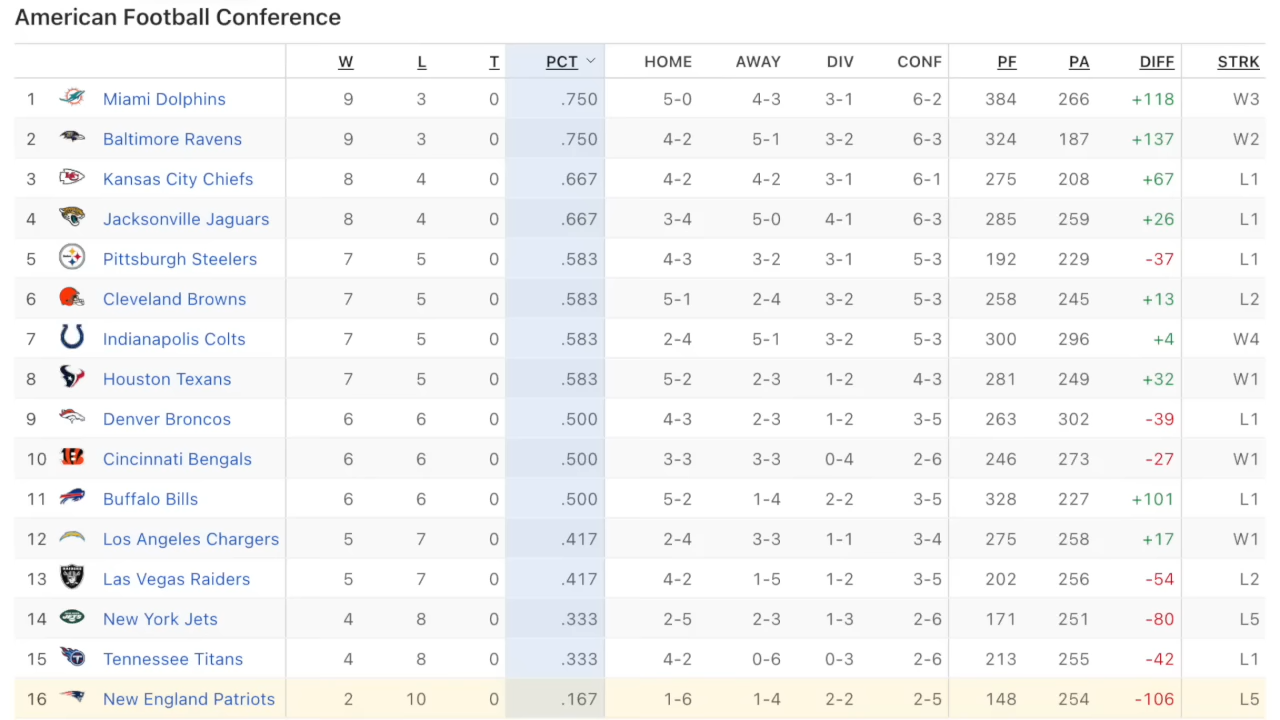 American Football Conference
W L T PCT HOME AWAY DIV CONF PF PA DIFF STRK
1 Miami Dolphins 9 3 0 .750 5-0 4-3 3-1 6-2 384 266 +118 W3
2 Baltimore Ravens 9 3 0 .750 4-2 5-1 3-2 6-3 324 187 +137 W2
3 Kansas City Chiefs 8 4 0 .667 4-2 4-2 3-1 6-1 275 208 +67 L1
4 Jacksonville Jaguars 8 4 0 .667 3-4 5-0 4-1 6-3 285 259 +26 L1
5 Pittsburgh Steelers 7 5 0 .583 4-3 3-2 3-1 5-3 192 229 -37 L1
6 Cleveland Browns 7 5 0 .583 5-1 2-4 3-2 5-3 258 245 +13 L2
7 Indianapolis Colts 7 5 0 .583 2-4 5-1 3-2 5-3 300 296 +4 W4
8 Houston Texans 7 5 0 .583 5-2 2-3 1-2 4-3 281 249 +32 W1
9 Denver Broncos 6 6 0 .500 4-3 2-3 1-2 3-5 263 302 -39 L1
10 Cincinnati Bengals 6 6 0 .500 3-3 3-3 0-4 2-6 246 273 -27 W1
11 Buffalo Bills 6 6 0 .500 5-2 1-4 2-2 3-5 328 227 +101 L1
12 Los Angeles Chargers 5 7 0 .417 2-4 3-3 1-1 3-4 275 258 +17 W1
13 Las Vegas Raiders 5 7 0 .417 4-2 1-5 1-2 3-5 202 256 -54 L2
14 New York Jets 4 8 0 .333 2-5 2-3 1-3 2-6 171 251 -80 L5
15 Tennessee Titans 4 8 0 .333 4-2 0-6 0-3 2-6 213 255 -42 L1
16 New England Patriots 2 10 0 .167 1-6 1-4 2-2 2-5 148 254 -106 L5